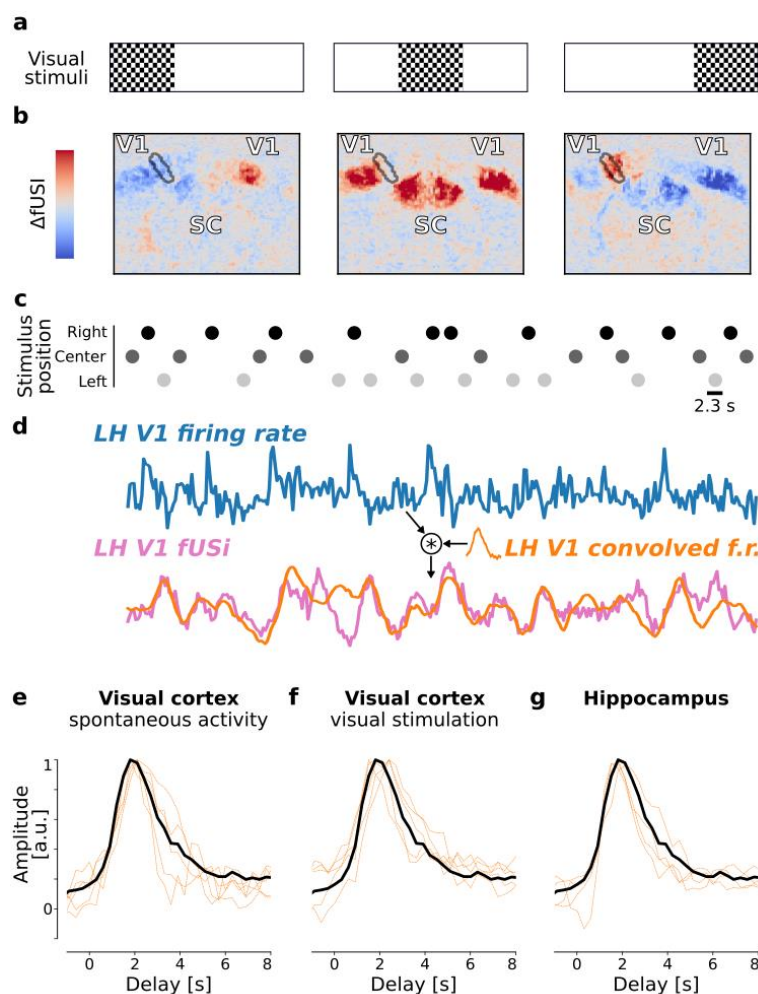 a
Visual
stimuli
b
ΔfUSI
V1
V1
SC
V1
V1
SC
V1
V1
SC
c
Stimulus
position
Right
Center
Left
2.3 s
d
LH V1 firing rate
LH V1 fUSi
*
LH V1 convolved f.r.
e
Visual cortex
spontaneous activity
f
Visual cortex
visual stimulation
g
Hippocampus
Amplitude
[a.u.]
1
0
0 2 4 6 8
Delay [s]
0 2 4 6 8
Delay [s]
0 2 4 6 8
Delay [s]